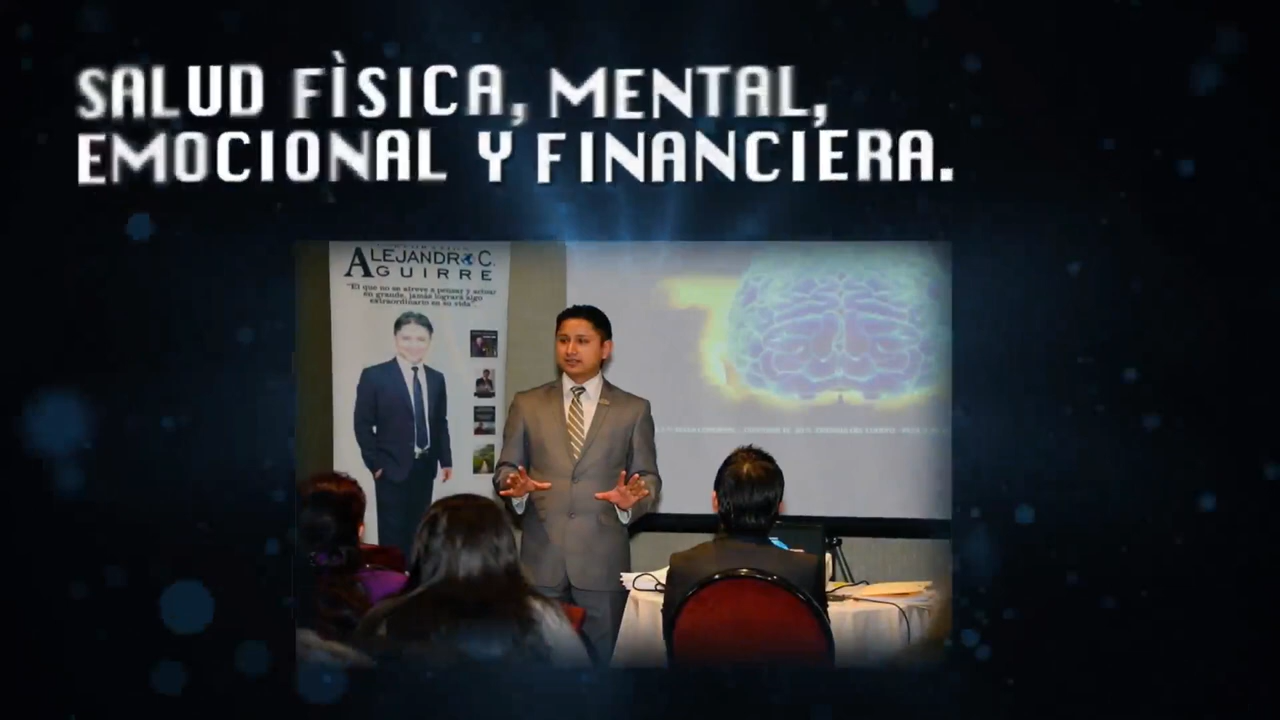 SALUD FÌSICA, MENTAL,
EMOCIONAL Y FINANCIERA.
ALEJANDRO C.
AGUIRRE
"El que no se atreve a pensar y actuar
en grande, jamás logrará algo
extraordinario en su vida".